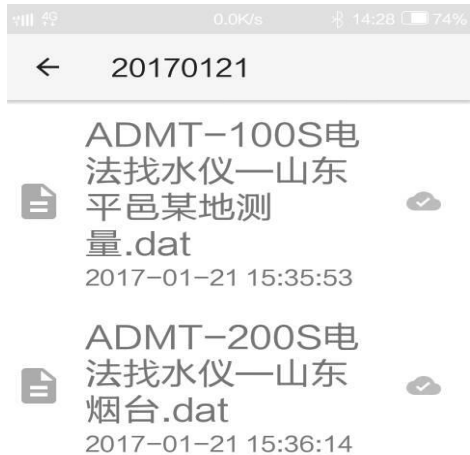 4G 0.0K/s 14:28 74%
20170121
ADMT-100S电
法找水仪—山东
平邑某地测
量.dat
2017-01-21 15:35:53
ADMT-200S电
法找水仪—山东
烟台.dat
2017-01-21 15:36:14